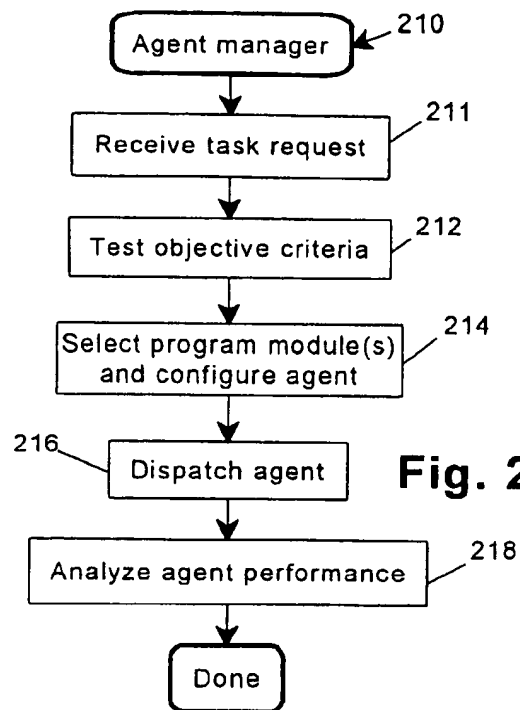 Agent manager
210
Receive task request
211
Test objective criteria
212
Select program module(s)
and configure agent
214
216
Dispatch agent
Fig. 2
Analyze agent performance
218
Done